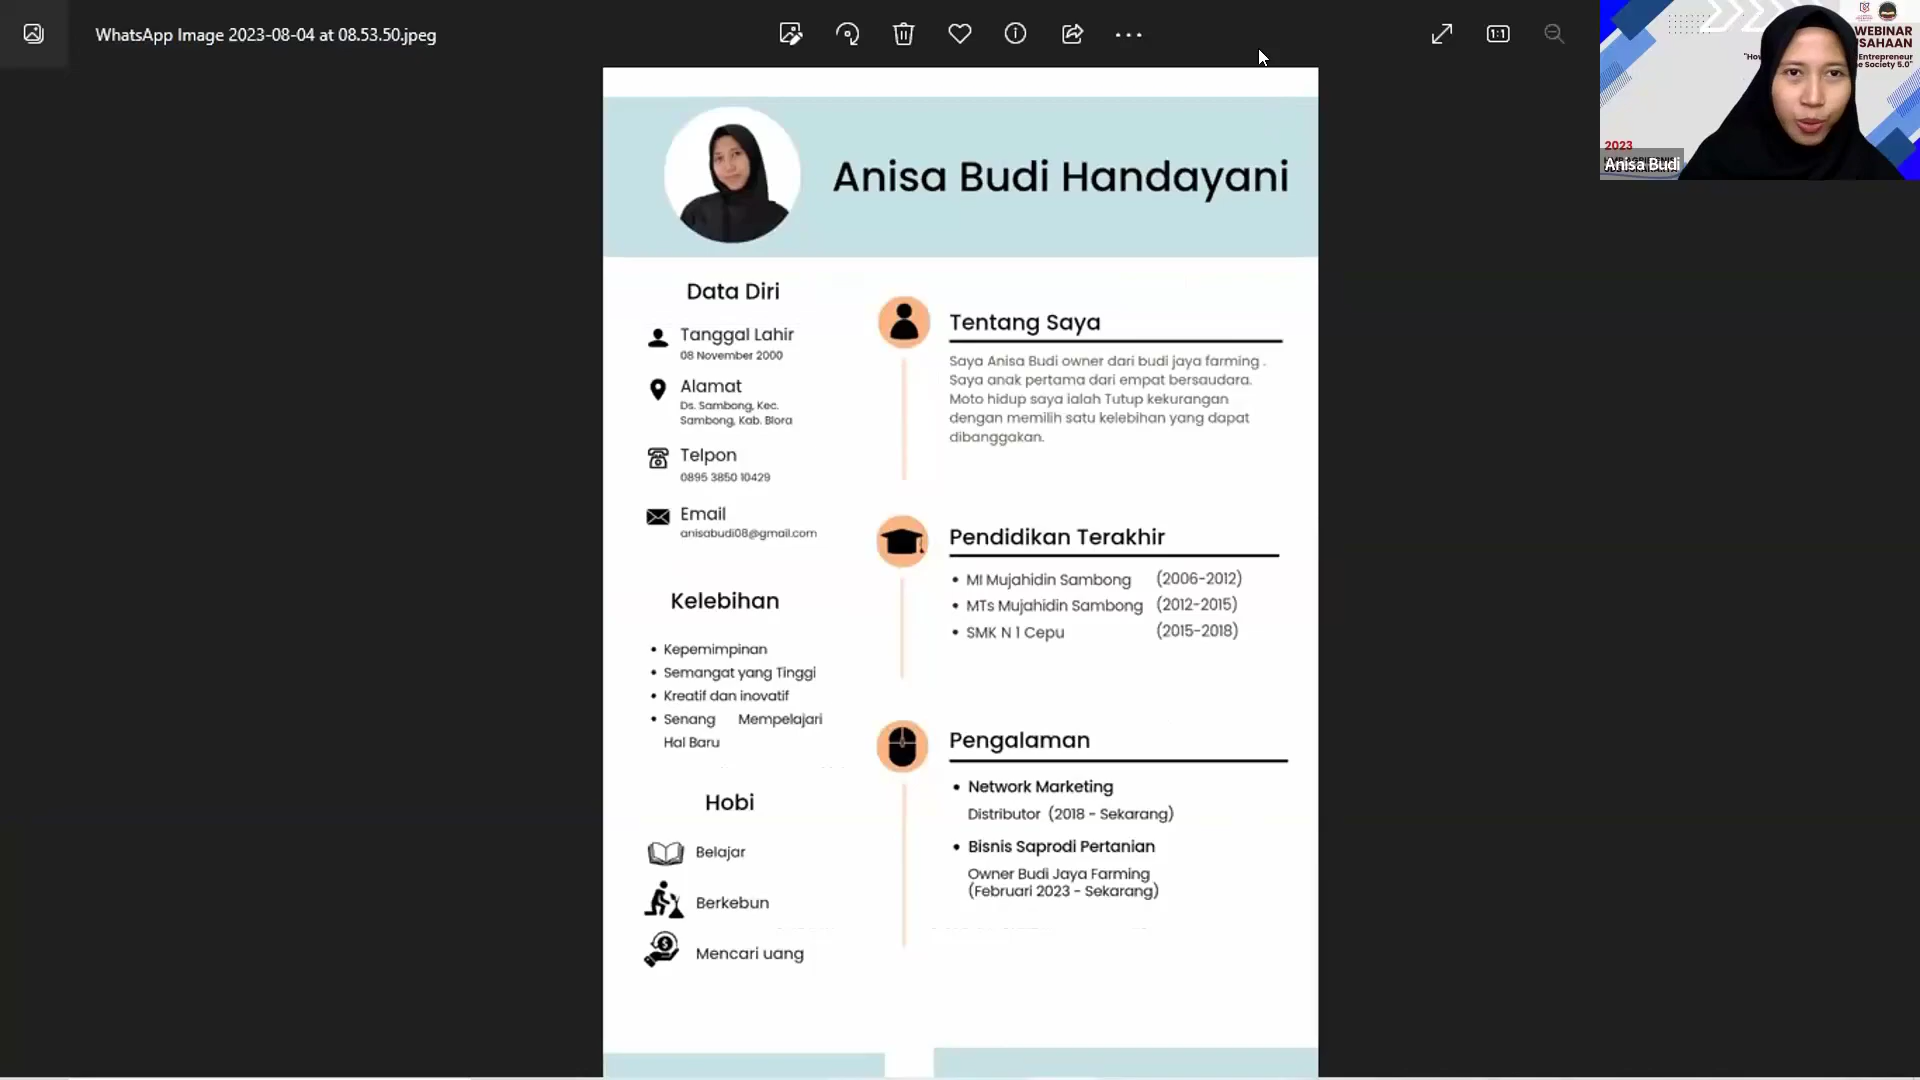 WhatsApp Image 2023-08-04 at 08.53.50.jpeg
1:1
WEBINAR
Entrepreneur
Society 5.0"
2023
Anisa Budi
Anisa Budi Handayani
Data Diri
Tanggal Lahir
08 November 2000
Alamat
Ds. Sambong, Kec.
Sambong, Kab. Blora
Telpon
0895 3850 10429
Email
anisabudi08@gmail.com
Kelebihan
• Kepemimpinan
• Semangat yang Tinggi
• Kreatif dan inovatif
• Senang Mempelajari
Hal Baru
Hobi
Belajar
Berkebun
Mencari uang
Tentang Saya
Saya Anisa Budi owner dari budi jaya farming .
Saya anak pertama dari empat bersaudara.
Moto hidup saya ialah Tutup kekurangan
dengan memilih satu kelebihan yang dapat
dibanggakan.
Pendidikan Terakhir
• MI Mujahidin Sambong (2006-2012)
• MTs Mujahidin Sambong (2012-2015)
• SMK N 1 Cepu (2015-2018)
Pengalaman
• Network Marketing
Distributor (2018 - Sekarang)
• Bisnis Saprodi Pertanian
Owner Budi Jaya Farming
(Februari 2023 - Sekarang)